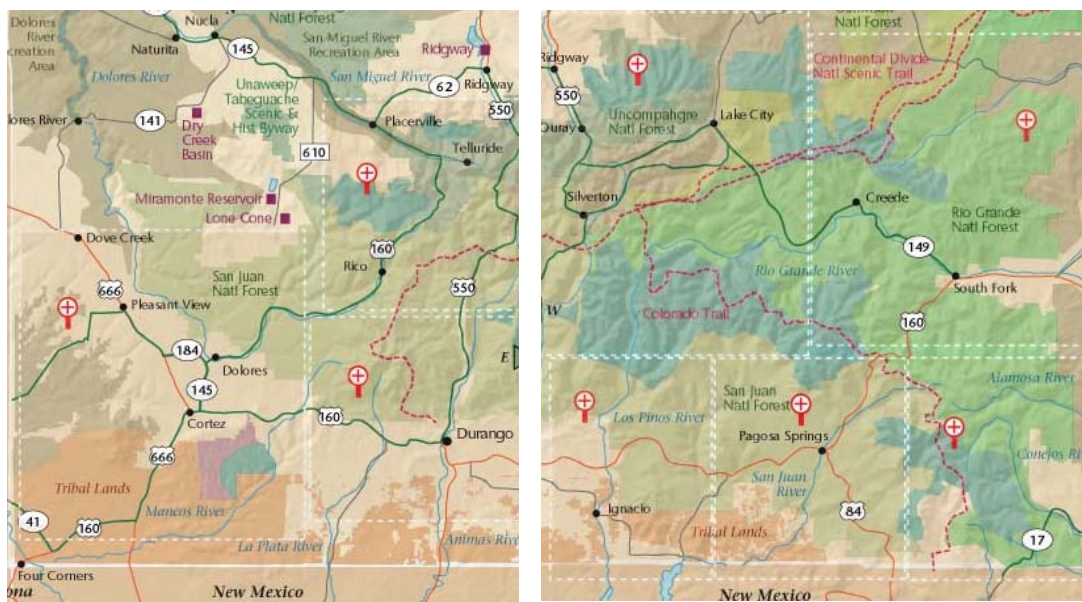 Dolores
River
creation
Area
Nucla
Naturita
145
Natl Forest
San Miguel River
Recreation Area
Ridgway
Dolores River
San Miguel River
Ridgway
62
550
Unaweep/
Tabeguache
Scenic &
Hist Byway
Placerville
olores River
141
Dry
Creek
Basin
610
Telluride
Miramonte Reservoir
Lone Cone
Dove Creek
160
Rico
San Juan
Natl Forest
666
550
Pleasant View
184
Dolores
E
145
Cortez
160
Durango
666
Tribal Lands
Mancos River
41
160
La Plata River
Animas Rive
Four Corners
ona
New Mexico
Natl Forest
Continental Divide
Natl Scenic Trail
Ridgway
550
Uncompahgre
Natl Forest
Lake City
Ouray
Silverton
Creede
Rio Grande
Natl Forest
149
Rio Grande River
South Fork
W
Colorado Trail
160
San Juan
Natl Forest
Alamosa River
Los Pinos River
Pagosa Springs
Conejos Ri
San Juan
River
Ignacio
84
Tribal Lands
17
New Mexico